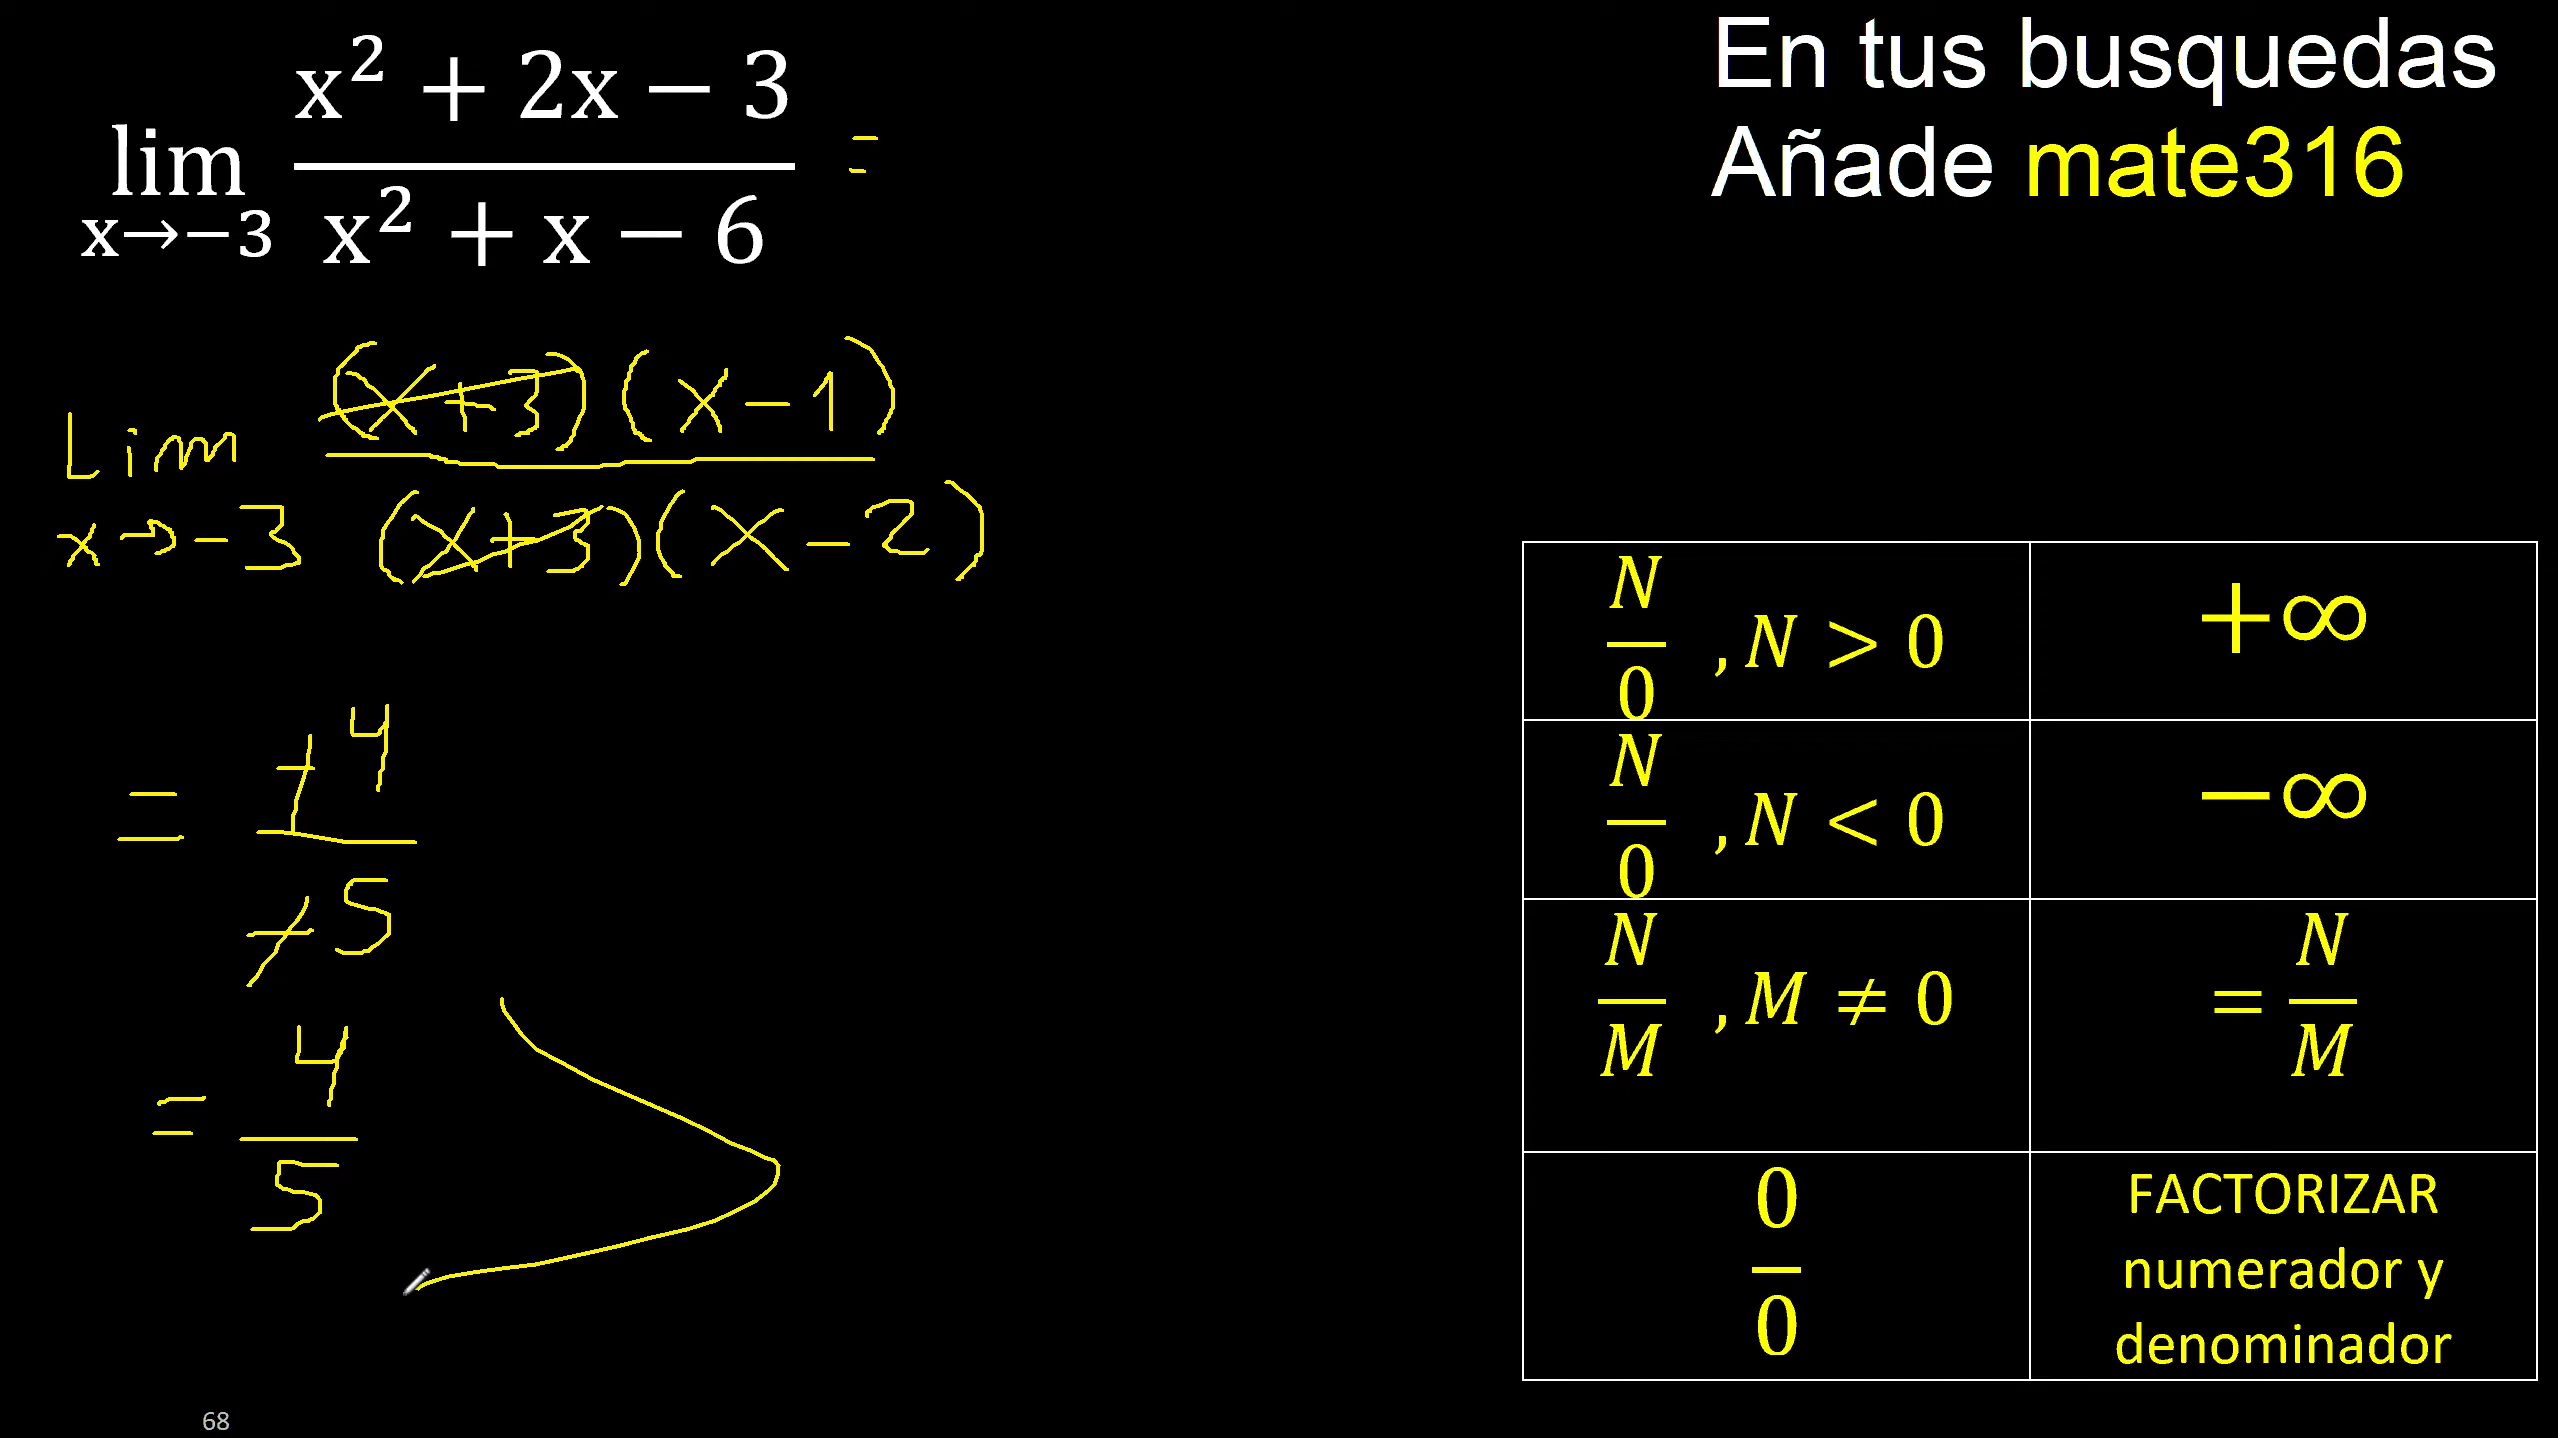 lim x→−3 (x² + 2x − 3)/(x² + x − 6) =
En tus busquedas
Añade mate316
Lim x→-3 (x+3)(x-1)/(x+3)(x-2)
= -4/-5
= 4/5
N/0 , N > 0 +∞
N/0 , N < 0 −∞
N/M , M ≠ 0 = N/M
0/0 FACTORIZAR
numerador y
denominador
68